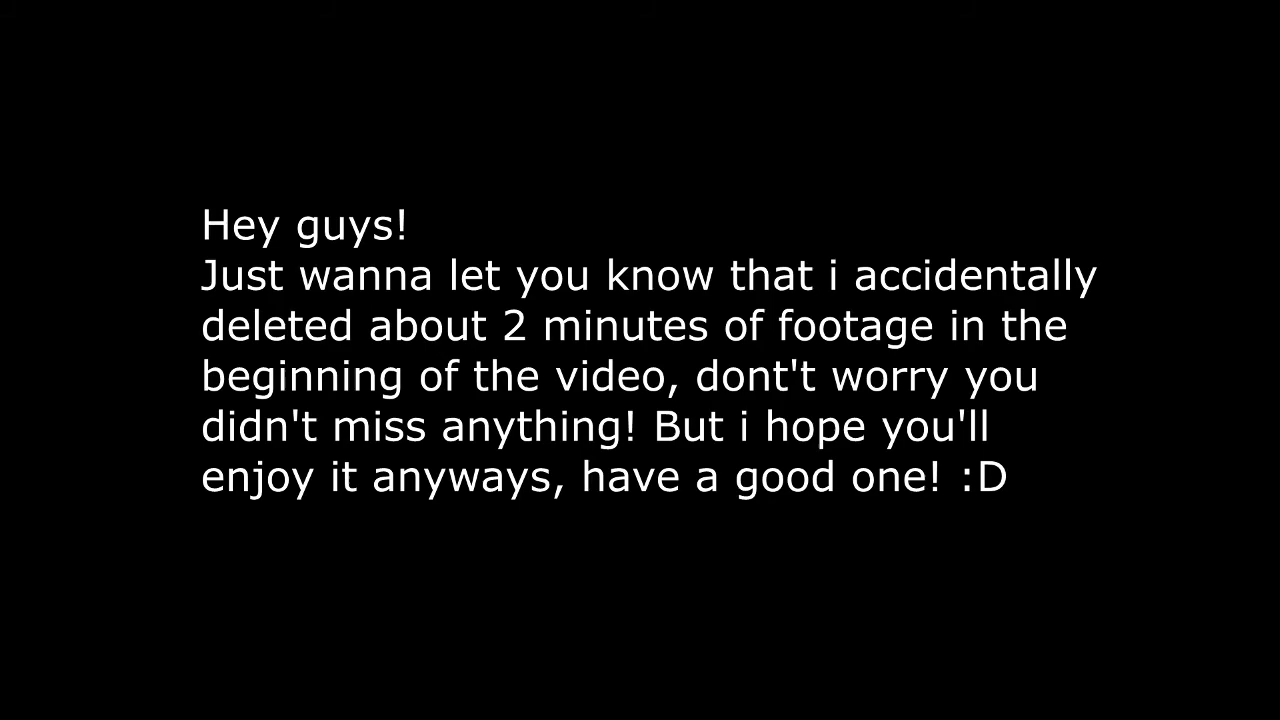 Hey guys!
Just wanna let you know that i accidentally
deleted about 2 minutes of footage in the
beginning of the video, dont't worry you
didn't miss anything! But i hope you'll
enjoy it anyways, have a good one! :D